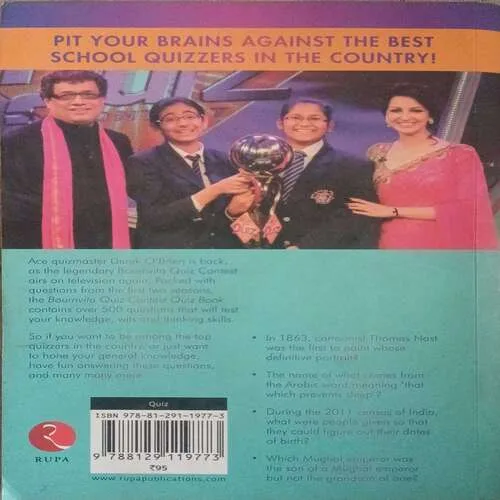 PIT YOUR BRAINS AGAINST THE BEST
SCHOOL QUIZZERS IN THE COUNTRY!
Ace quizmaster Derek O'Brien is back,
as the legendary Bournvita Quiz Contest
airs on television again. Packed with
questions from the first two seasons,
the Bournvita Quiz Contest Quiz Book
contains over 500 questions that will test
your knowledge, wits and thinking skills.
So if you want to be among the top
quizzers in the country or just want
to hone your general knowledge,
have fun answering these questions,
and many many more:
• In 1863, cartoonist Thomas Nast
was the first to paint whose
definitive portrait?
• The name of what comes from
the Arabic word meaning 'that
which prevents sleep'?
• During the 2011 census of India,
what were people given so that
they could figure out their dates
of birth?
• Which Mughal emperor was
the son of a Mughal emperor
but not the grandson of one?
Quiz
ISBN 978-81-291-1977-3
9 788129 119773
₹95
www.rupapublications.com
RUPA